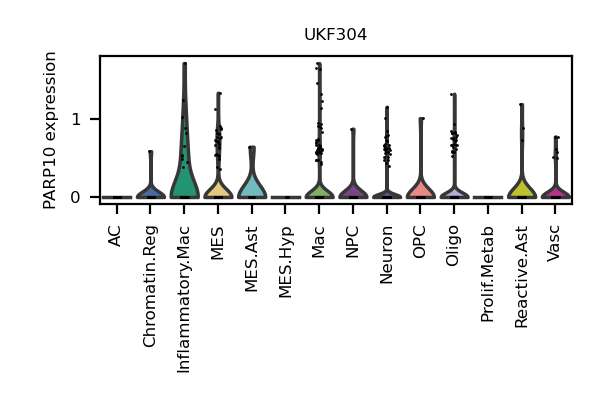 UKF304
PARP10 expression
1
0
AC
Chromatin.Reg
Inflammatory.Mac
MES
MES.Ast
MES.Hyp
Mac
NPC
Neuron
OPC
Oligo
Prolif.Metab
Reactive.Ast
Vasc